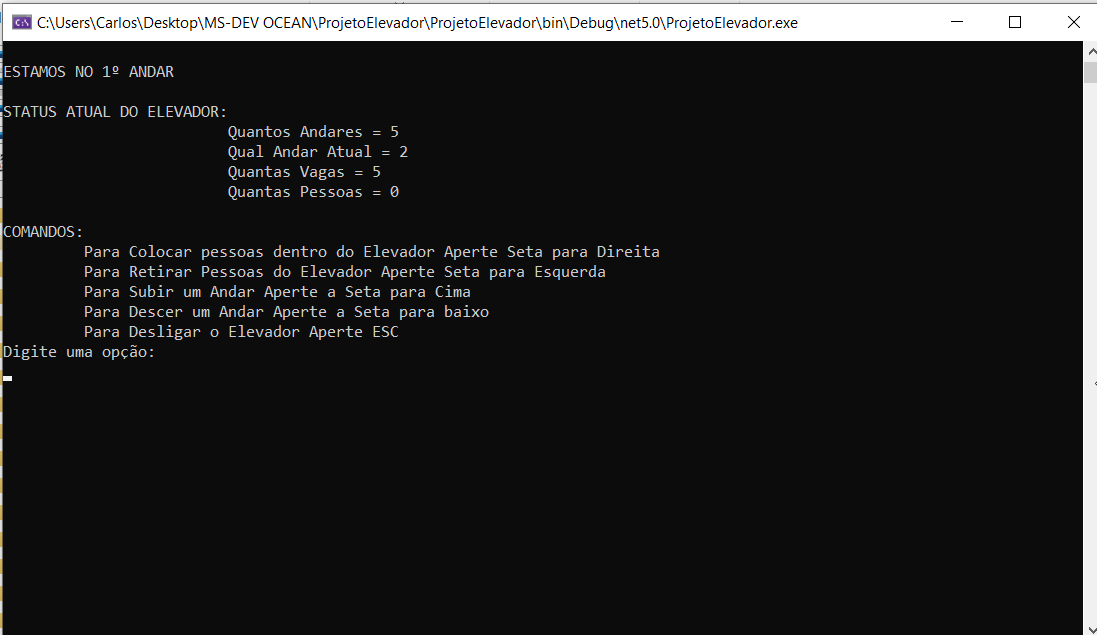 C:\Users\Carlos\Desktop\MS-DEV OCEAN\ProjetoElevador\ProjetoElevador\bin\Debug\net5.0\ProjetoElevador.exe
ESTAMOS NO 1º ANDAR
STATUS ATUAL DO ELEVADOR:
Quantos Andares = 5
Qual Andar Atual = 2
Quantas Vagas = 5
Quantas Pessoas = 0
COMANDOS:
Para Colocar pessoas dentro do Elevador Aperte Seta para Direita
Para Retirar Pessoas do Elevador Aperte Seta para Esquerda
Para Subir um Andar Aperte a Seta para Cima
Para Descer um Andar Aperte a Seta para baixo
Para Desligar o Elevador Aperte ESC
Digite uma opção: